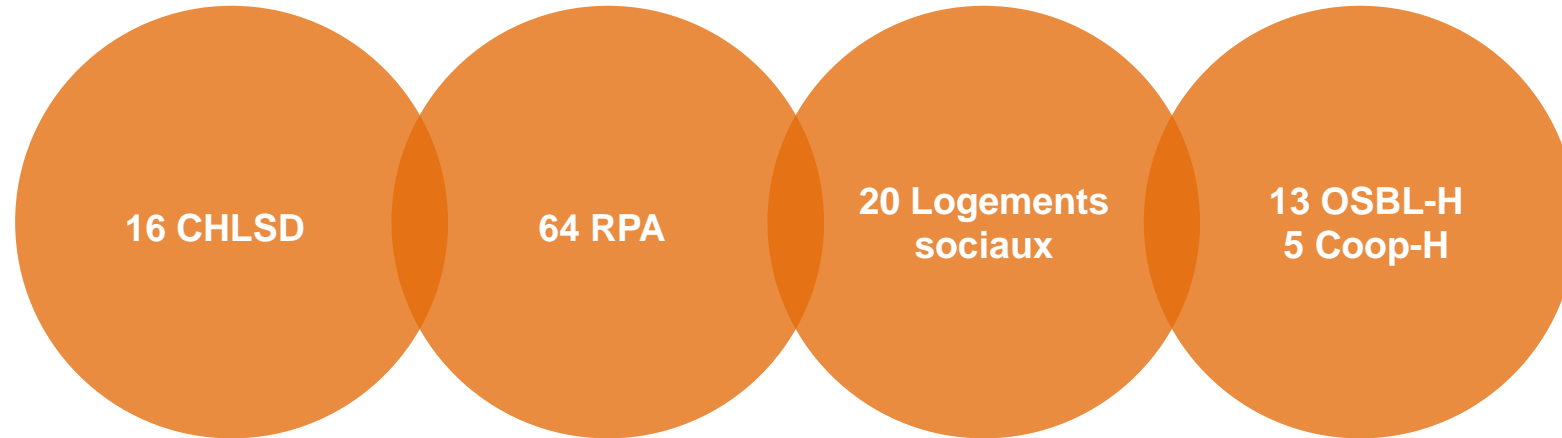 16 CHLSD
64 RPA
20 Logements
sociaux
13 OSBL-H
5 Coop-H